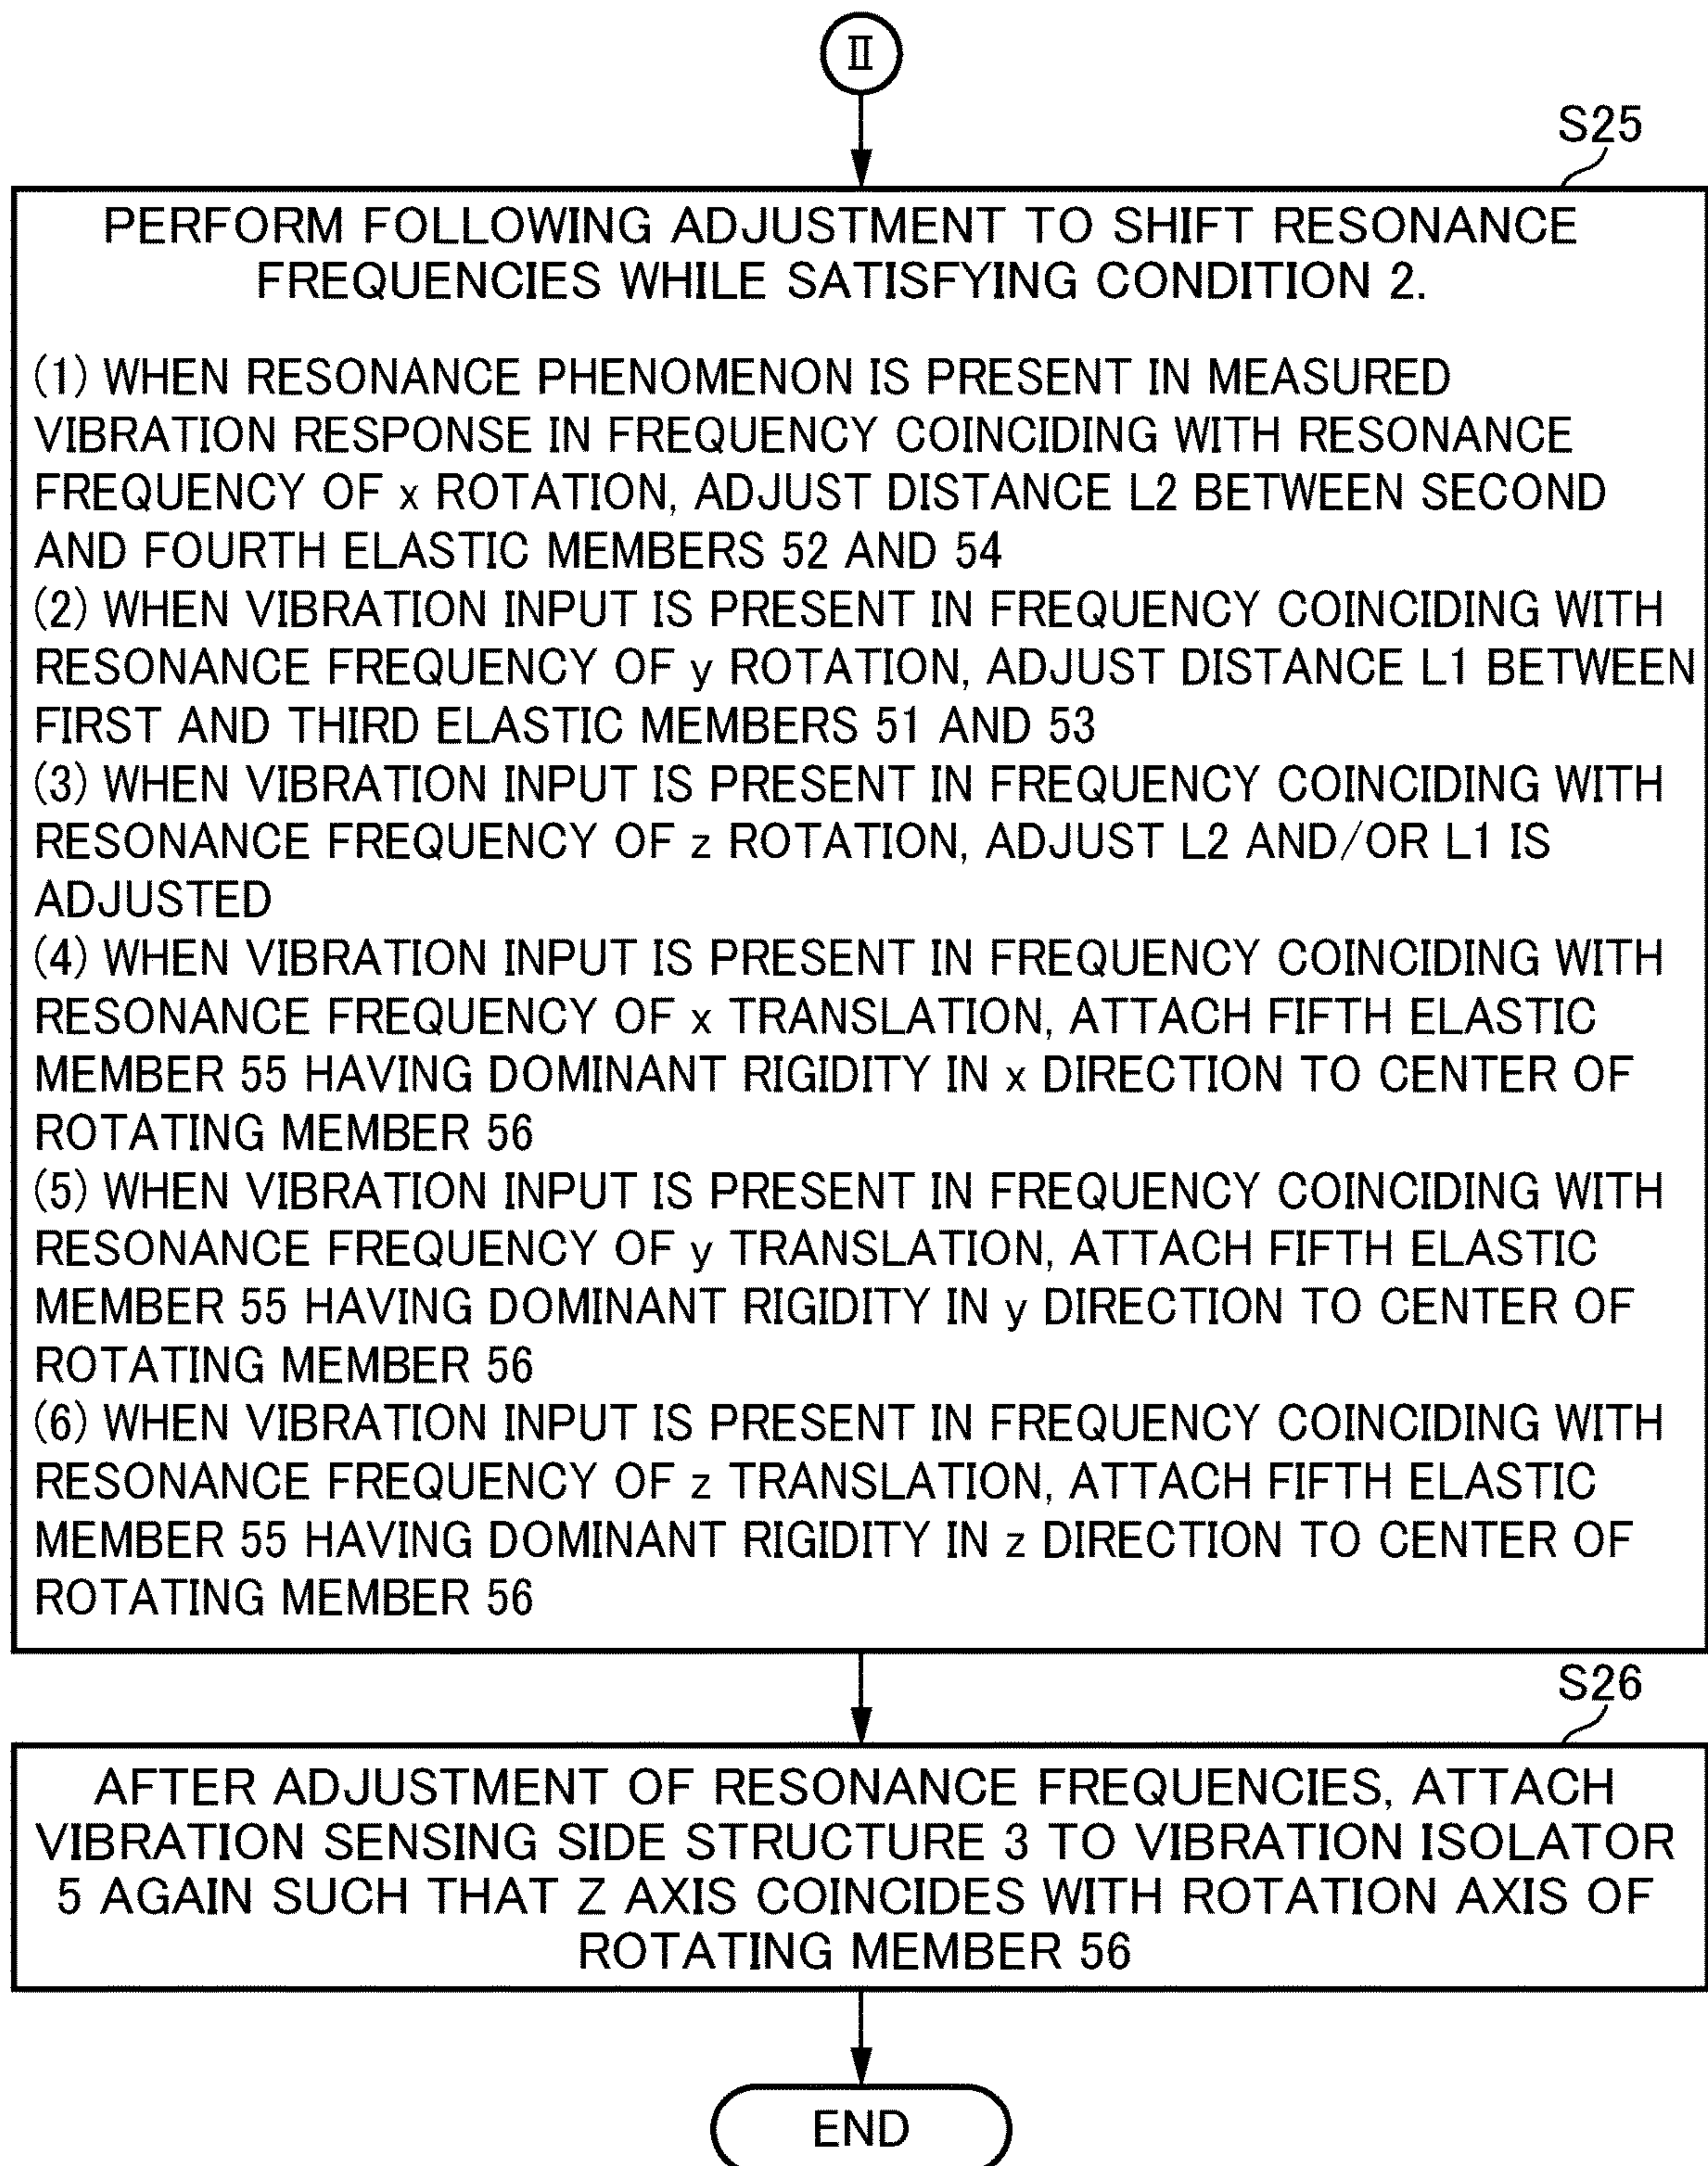 II
S25
PERFORM FOLLOWING ADJUSTMENT TO SHIFT RESONANCE
FREQUENCIES WHILE SATISFYING CONDITION 2.
(1) WHEN RESONANCE PHENOMENON IS PRESENT IN MEASURED
VIBRATION RESPONSE IN FREQUENCY COINCIDING WITH RESONANCE
FREQUENCY OF x ROTATION, ADJUST DISTANCE L2 BETWEEN SECOND
AND FOURTH ELASTIC MEMBERS 52 AND 54
(2) WHEN VIBRATION INPUT IS PRESENT IN FREQUENCY COINCIDING WITH
RESONANCE FREQUENCY OF y ROTATION, ADJUST DISTANCE L1 BETWEEN
FIRST AND THIRD ELASTIC MEMBERS 51 AND 53
(3) WHEN VIBRATION INPUT IS PRESENT IN FREQUENCY COINCIDING WITH
RESONANCE FREQUENCY OF z ROTATION, ADJUST L2 AND/OR L1 IS
ADJUSTED
(4) WHEN VIBRATION INPUT IS PRESENT IN FREQUENCY COINCIDING WITH
RESONANCE FREQUENCY OF x TRANSLATION, ATTACH FIFTH ELASTIC
MEMBER 55 HAVING DOMINANT RIGIDITY IN x DIRECTION TO CENTER OF
ROTATING MEMBER 56
(5) WHEN VIBRATION INPUT IS PRESENT IN FREQUENCY COINCIDING WITH
RESONANCE FREQUENCY OF y TRANSLATION, ATTACH FIFTH ELASTIC
MEMBER 55 HAVING DOMINANT RIGIDITY IN y DIRECTION TO CENTER OF
ROTATING MEMBER 56
(6) WHEN VIBRATION INPUT IS PRESENT IN FREQUENCY COINCIDING WITH
RESONANCE FREQUENCY OF z TRANSLATION, ATTACH FIFTH ELASTIC
MEMBER 55 HAVING DOMINANT RIGIDITY IN z DIRECTION TO CENTER OF
ROTATING MEMBER 56
S26
AFTER ADJUSTMENT OF RESONANCE FREQUENCIES, ATTACH
VIBRATION SENSING SIDE STRUCTURE 3 TO VIBRATION ISOLATOR
5 AGAIN SUCH THAT Z AXIS COINCIDES WITH ROTATION AXIS OF
ROTATING MEMBER 56
END